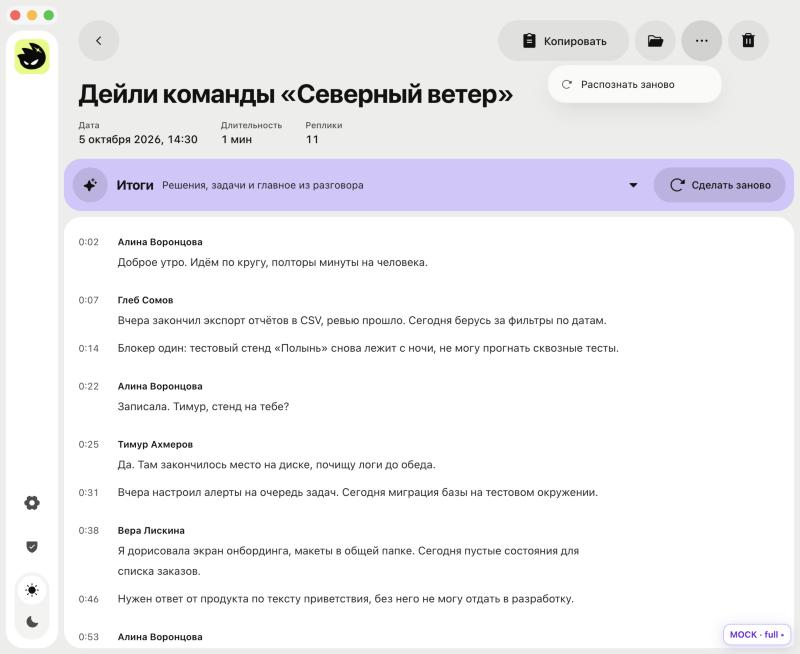 Копировать
Распознать заново
Дейли команды «Северный ветер»
Дата
5 октября 2026, 14:30
Длительность
1 мин
Реплики
11
Итоги
Решения, задачи и главное из разговора
Сделать заново
0:02
Алина Воронцова
Доброе утро. Идём по кругу, полторы минуты на человека.
0:07
Глеб Сомов
Вчера закончил экспорт отчётов в CSV, ревью прошло. Сегодня берусь за фильтры по датам.
0:14
Блокер один: тестовый стенд «Полынь» снова лежит с ночи, не могу прогнать сквозные тесты.
0:22
Алина Воронцова
Записала. Тимур, стенд на тебе?
0:25
Тимур Ахмеров
Да. Там закончилось место на диске, почищу логи до обеда.
0:31
Вчера настроил алерты на очередь задач. Сегодня миграция базы на тестовом окружении.
0:38
Вера Лискина
Я дорисовала экран онбординга, макеты в общей папке. Сегодня пустые состояния для
списка заказов.
0:46
Нужен ответ от продукта по тексту приветствия, без него не могу отдать в разработку.
0:53
Алина Воронцова
МОСК · full •